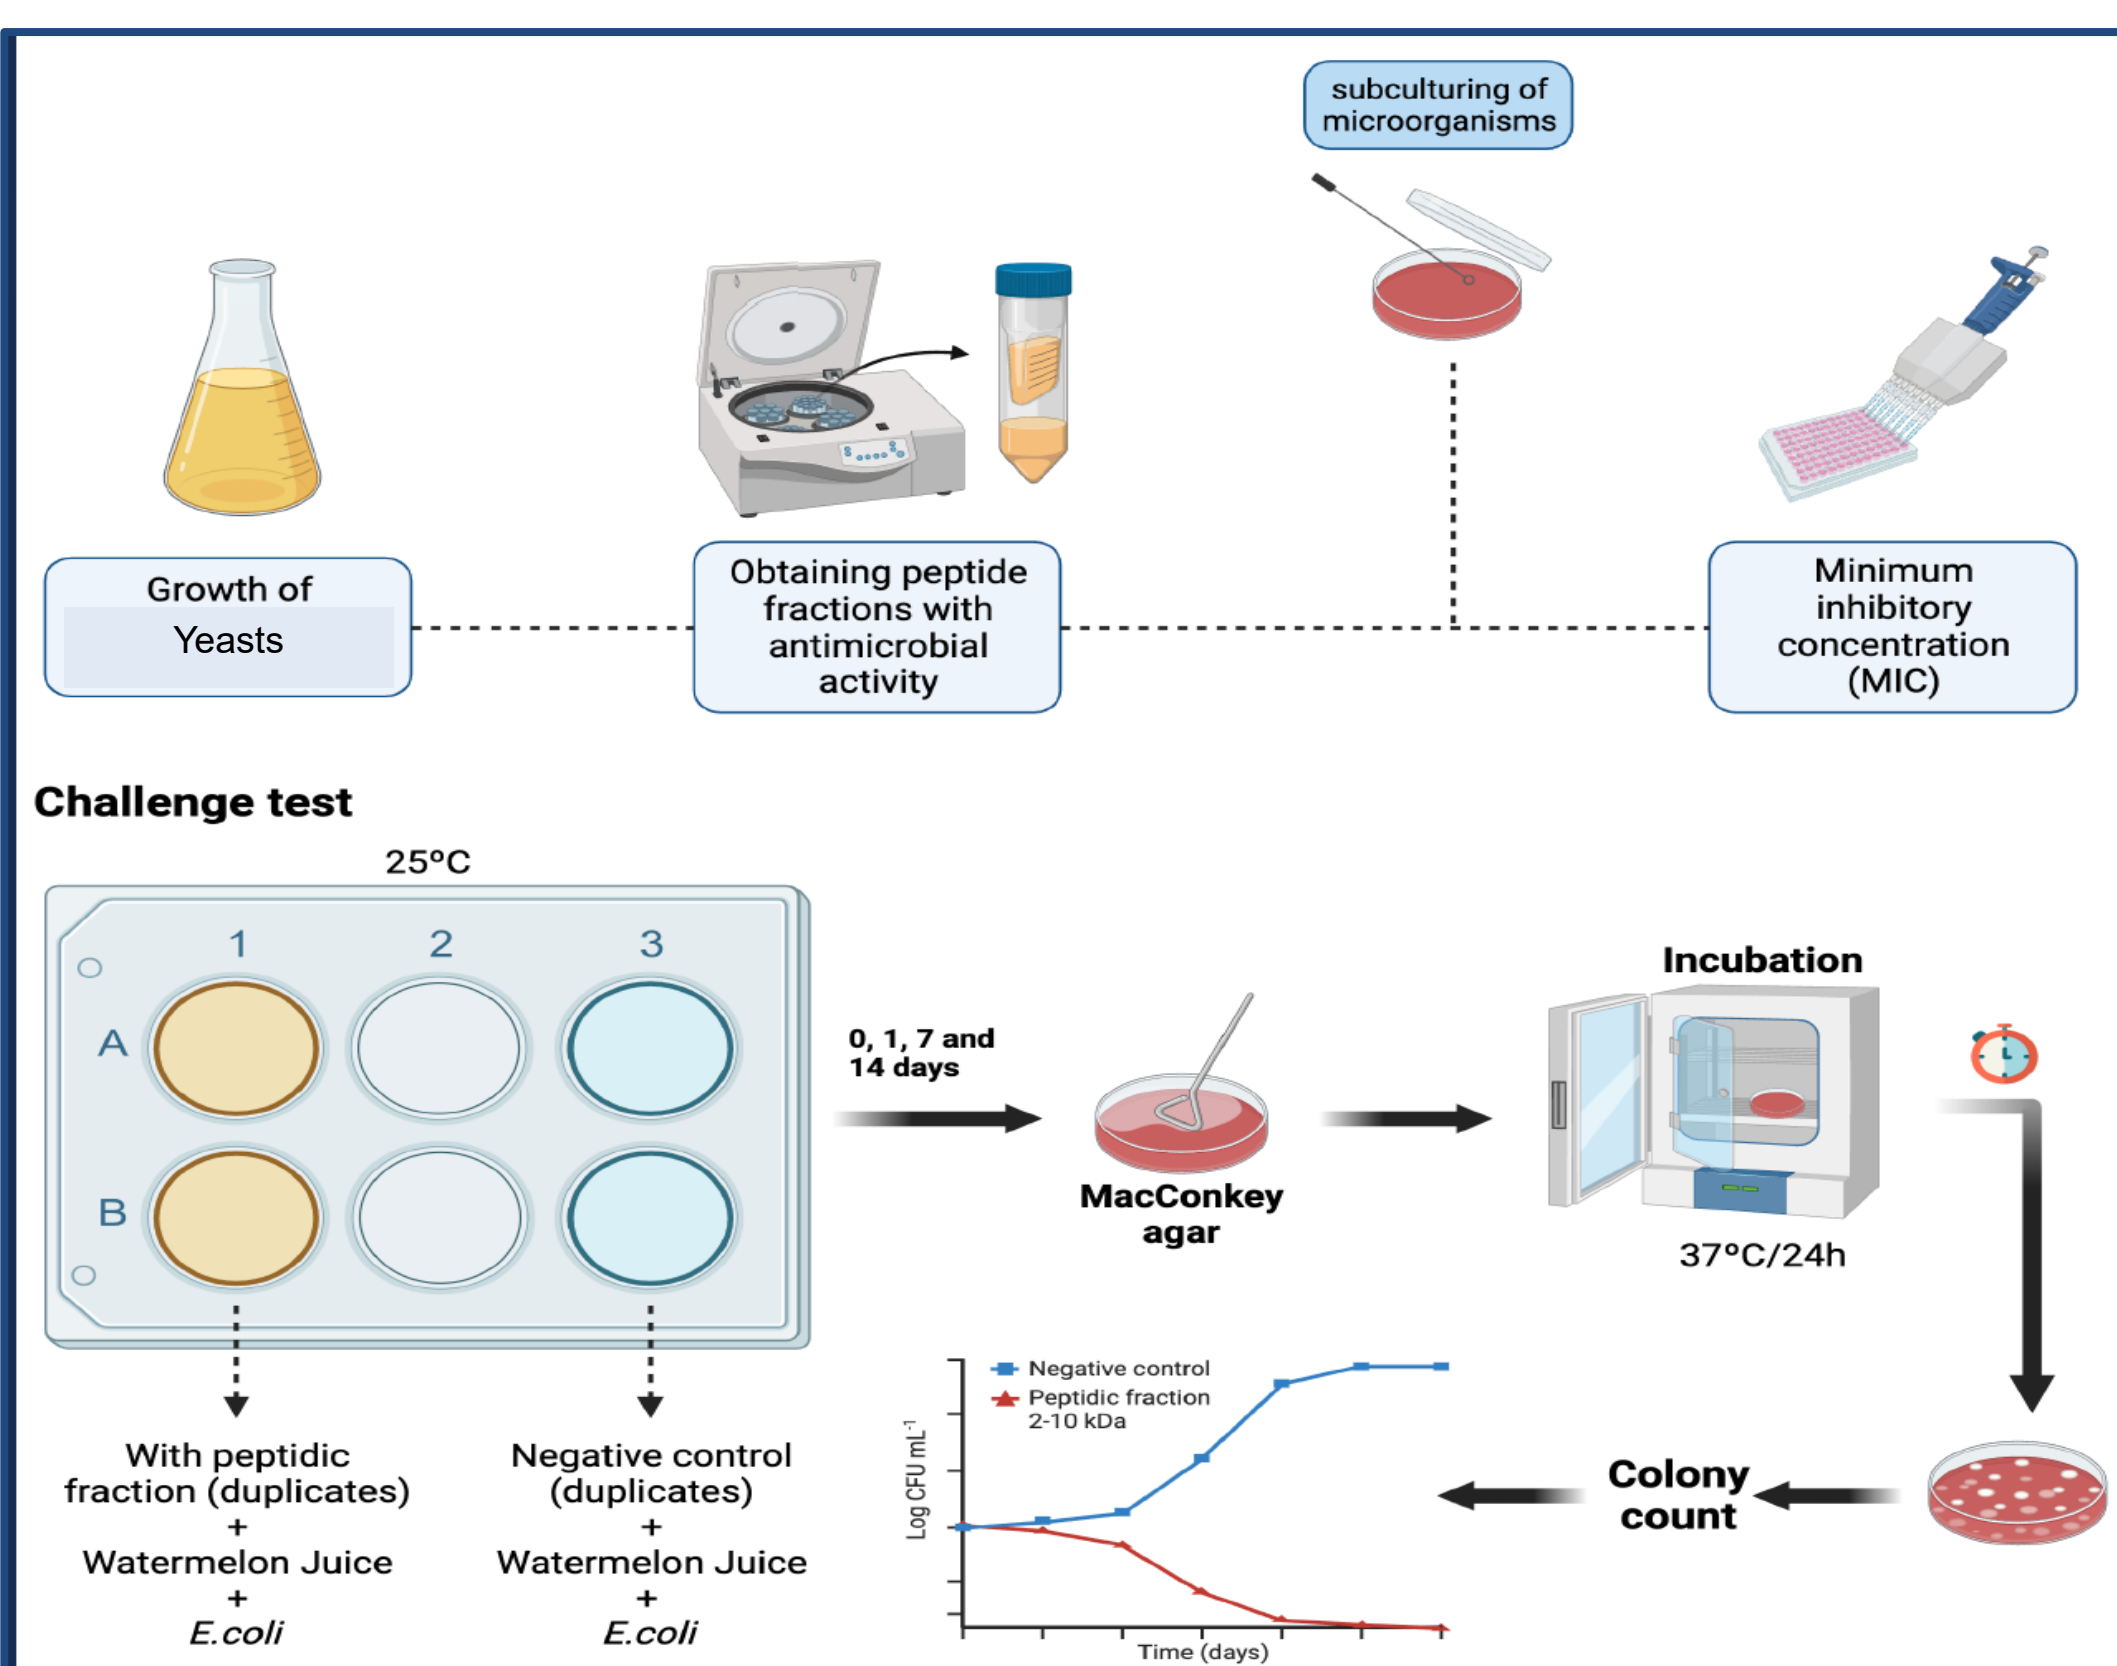 subculturing of
microorganisms
Growth of
Yeasts
Obtaining peptide
fractions with
antimicrobial
activity
Minimum
inhibitory
concentration
(MIC)
Challenge test
25ºC
1 2 3
A
B
0, 1, 7 and
14 days
MacConkey
agar
Incubation
37ºC/24h
With peptidic
fraction (duplicates)
+
Watermelon Juice
+
E.coli
Negative control
(duplicates)
+
Watermelon Juice
+
E.coli
Negative control
Peptidic fraction
2-10 kDa
Log CFU mL-1
Time (days)
Colony
count